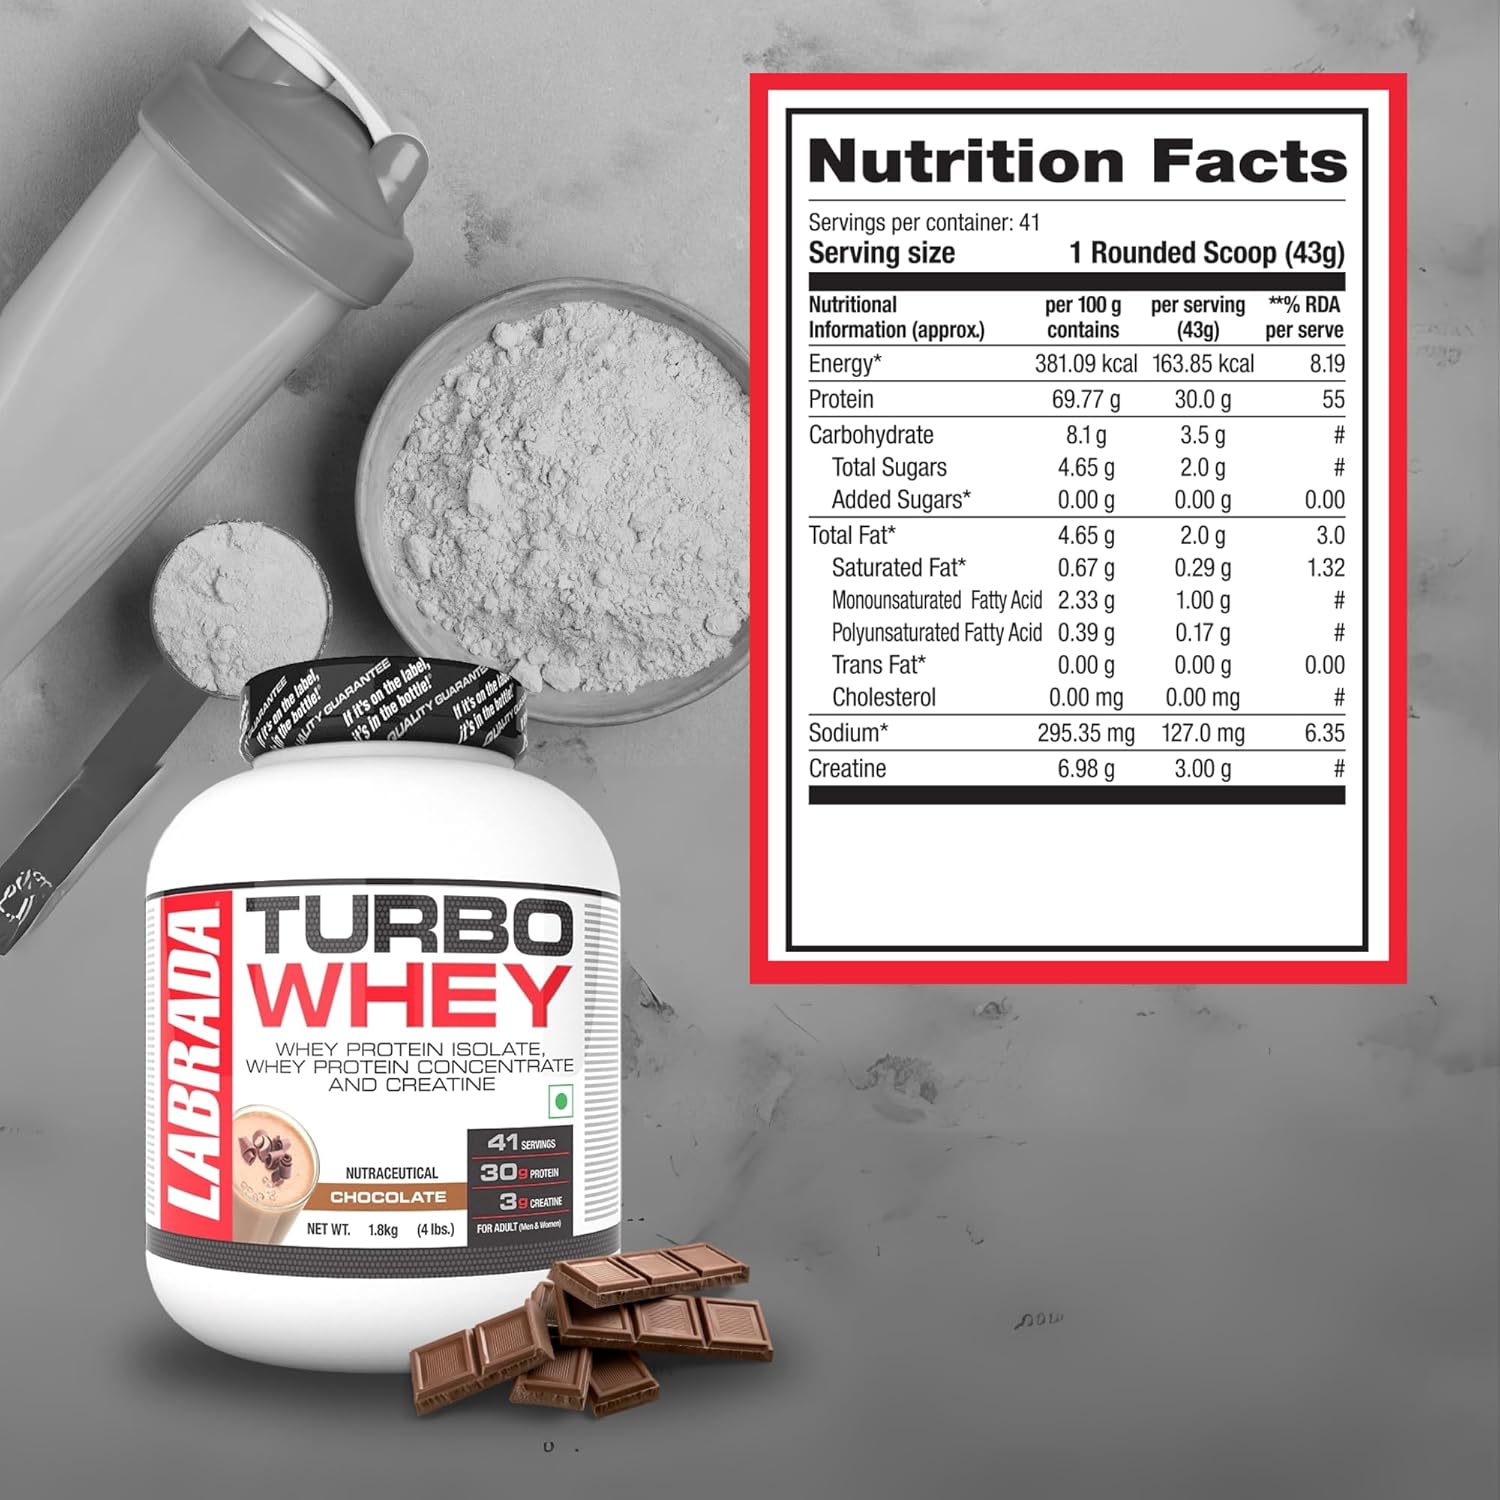 Nutrition Facts
Servings per container: 41
Serving size 1 Rounded Scoop (43g)
Nutritional Information (approx.) per 100 g contains per serving (43g) **% RDA per serve
Energy* 381.09 kcal 163.85 kcal 8.19
Protein 69.77 g 30.0 g 55
Carbohydrate 8.1 g 3.5 g #
Total Sugars 4.65 g 2.0 g #
Added Sugars* 0.00 g 0.00 g 0.00
Total Fat* 4.65 g 2.0 g 3.0
Saturated Fat* 0.67 g 0.29 g 1.32
Monounsaturated Fatty Acid 2.33 g 1.00 g #
Polyunsaturated Fatty Acid 0.39 g 0.17 g #
Trans Fat* 0.00 g 0.00 g 0.00
Cholesterol 0.00 mg 0.00 mg #
Sodium* 295.35 mg 127.0 mg 6.35
Creatine 6.98 g 3.00 g #
If it's on the label,
it's in the bottle!
QUALITY GUARANTEE
LABRADA
TURBO
WHEY
WHEY PROTEIN ISOLATE,
WHEY PROTEIN CONCENTRATE
AND CREATINE
41 SERVINGS
30g PROTEIN
3g CREATINE
FOR ADULT (Men & Women)
NUTRACEUTICAL
CHOCOLATE
NET WT. 1.8kg (4 lbs.)